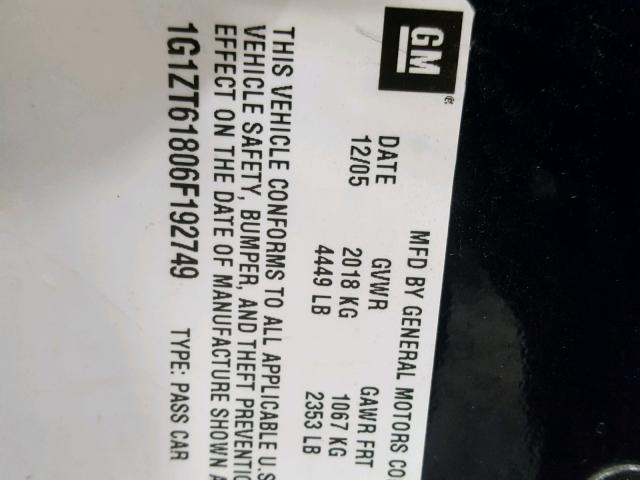 GM ®
MFD BY GENERAL MOTORS
DATE GVWR GAWR FRT
12/05 2018 KG 1067 KG
4449 LB 2353 LB
THIS VEHICLE CONFORMS TO ALL APPLICABLE U.S
VEHICLE SAFETY, BUMPER, AND THEFT PREVENTIO
EFFECT ON THE DATE OF MANUFACTURE SHOWN A
1G1ZT61806F192749 TYPE: PASS CAR